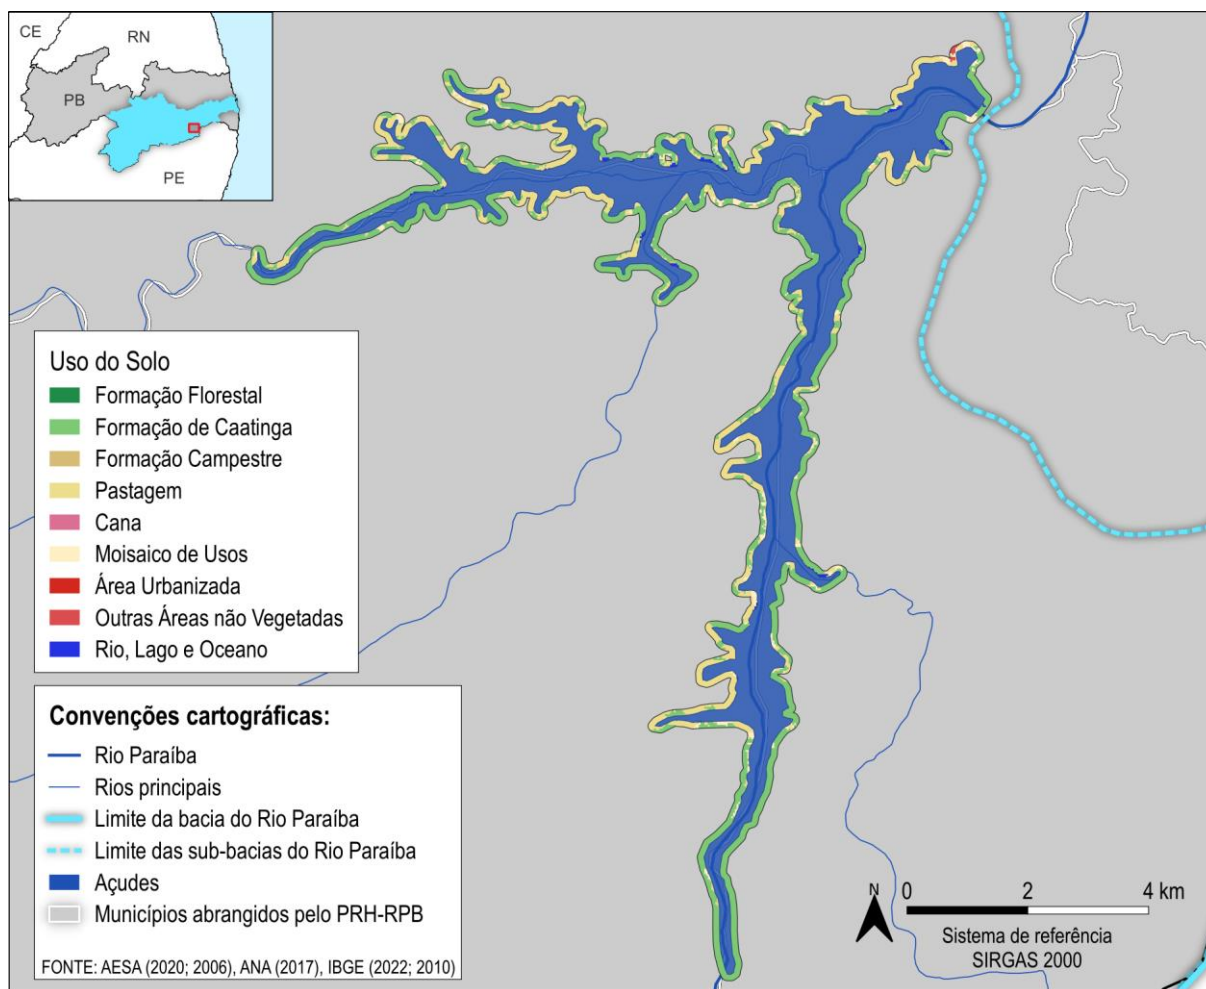 CE
RN
PB
PE
Uso do Solo
Formação Florestal
Formação de Caatinga
Formação Campestre
Pastagem
Cana
Moisaico de Usos
Área Urbanizada
Outras Áreas não Vegetadas
Rio, Lago e Oceano
Convenções cartográficas:
Rio Paraíba
Rios principais
Limite da bacia do Rio Paraíba
Limite das sub-bacias do Rio Paraíba
Açudes
Municípios abrangidos pelo PRH-RPB
FONTE: AESA (2020; 2006), ANA (2017), IBGE (2022; 2010)
N
0 2 4 km
Sistema de referência
SIRGAS 2000